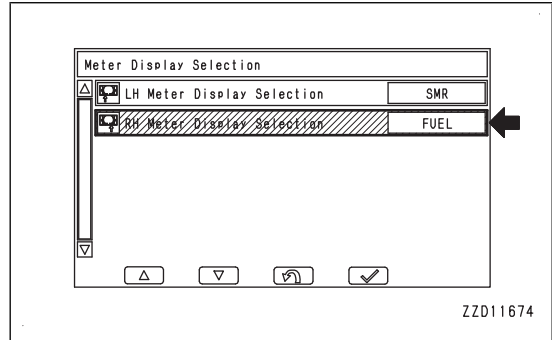 Meter Display Selection
LH Meter Display Selection SMR
RH Meter Display Selection FUEL
ZZD11674